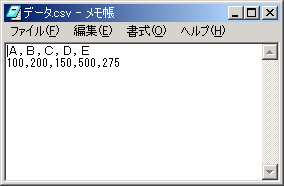 データ.csv - メモ帳
ファイル(F) 編集(E) 書式(O) ヘルプ(H)
A,B,C,D,E
100,200,150,500,275